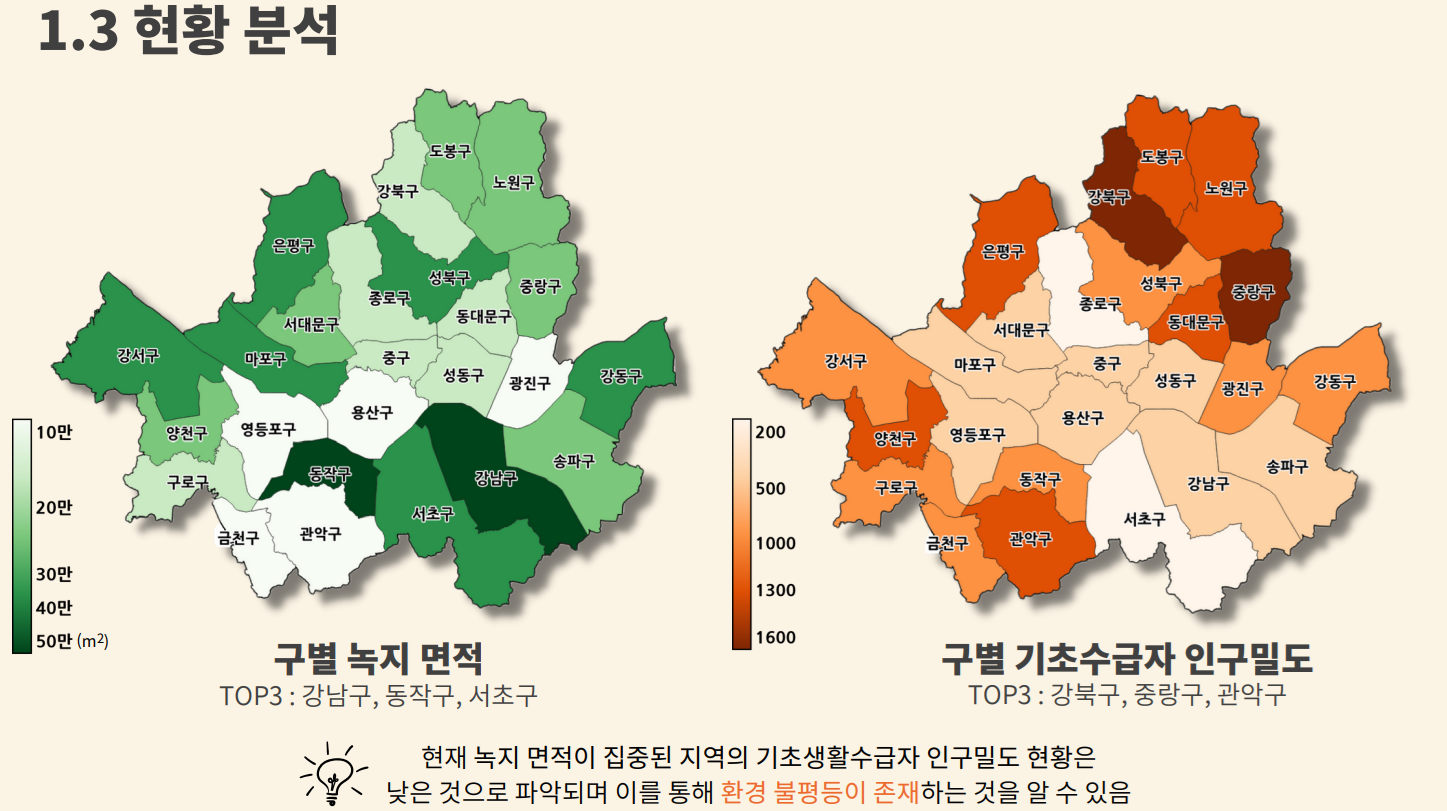 1.3 현황 분석
도봉구
노원구
강북구
은평구
성북구
중랑구
종로구
동대문구
서대문구
강서구
마포구
중구
성동구
광진구
강동구
용산구
양천구
영등포구
송파구
동작구
강남구
구로구
서초구
관악구
금천구
10만
20만
30만
40만
50만 (m²)
구별 녹지 면적
TOP3 : 강남구, 동작구, 서초구
도봉구
노원구
강북구
은평구
성북구
중랑구
종로구
동대문구
서대문구
강서구
마포구
중구
성동구
광진구
강동구
용산구
양천구
영등포구
송파구
동작구
강남구
구로구
서초구
관악구
금천구
200
500
1000
1300
1600
구별 기초수급자 인구밀도
TOP3 : 강북구, 중랑구, 관악구
현재 녹지 면적이 집중된 지역의 기초생활수급자 인구밀도 현황은
낮은 것으로 파악되며 이를 통해 환경 불평등이 존재하는 것을 알 수 있음